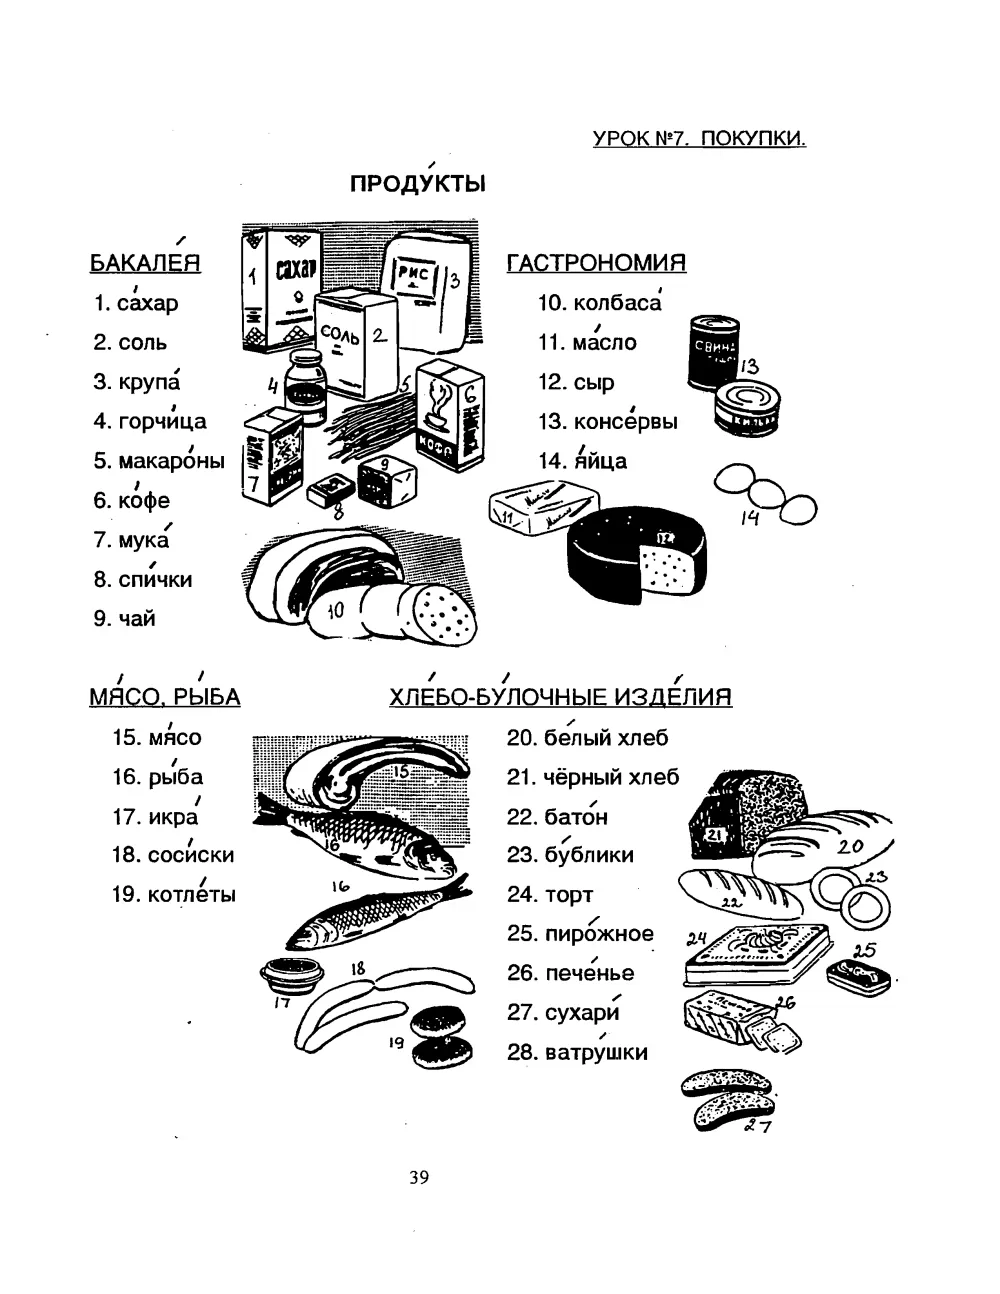 УРОК №7. ПОКУПКИ.
ПРОДУ́КТЫ
БАКАЛЕ́Я
1. са́хар
2. соль
3. крупа́
4. горчи́ца
5. макаро́ны
6. ко́фе
7. мука́
8. спи́чки
9. чай
1
сахар
РИС
3
СОЛЬ
2
4
5
6
КОФЕ
7
8
9
10
ГАСТРОНОМИЯ
10. колбаса́
11. ма́сло
12. сыр
13. консе́рвы
14. я́йца
13
14
11
12
МЯ́СО, РЫ́БА
15. мя́со
16. ры́ба
17. икра́
18. соси́ски
19. котле́ты
15
16
16
17
18
19
ХЛЕ́БО-БУ́ЛОЧНЫЕ ИЗДЕ́ЛИЯ
20. бе́лый хлеб
21. чёрный хлеб
22. бато́н
23. бу́блики
24. торт
25. пиро́жное
26. пече́нье
27. сухари́
28. ватру́шки
21
20
22
23
24
25
26
27
39